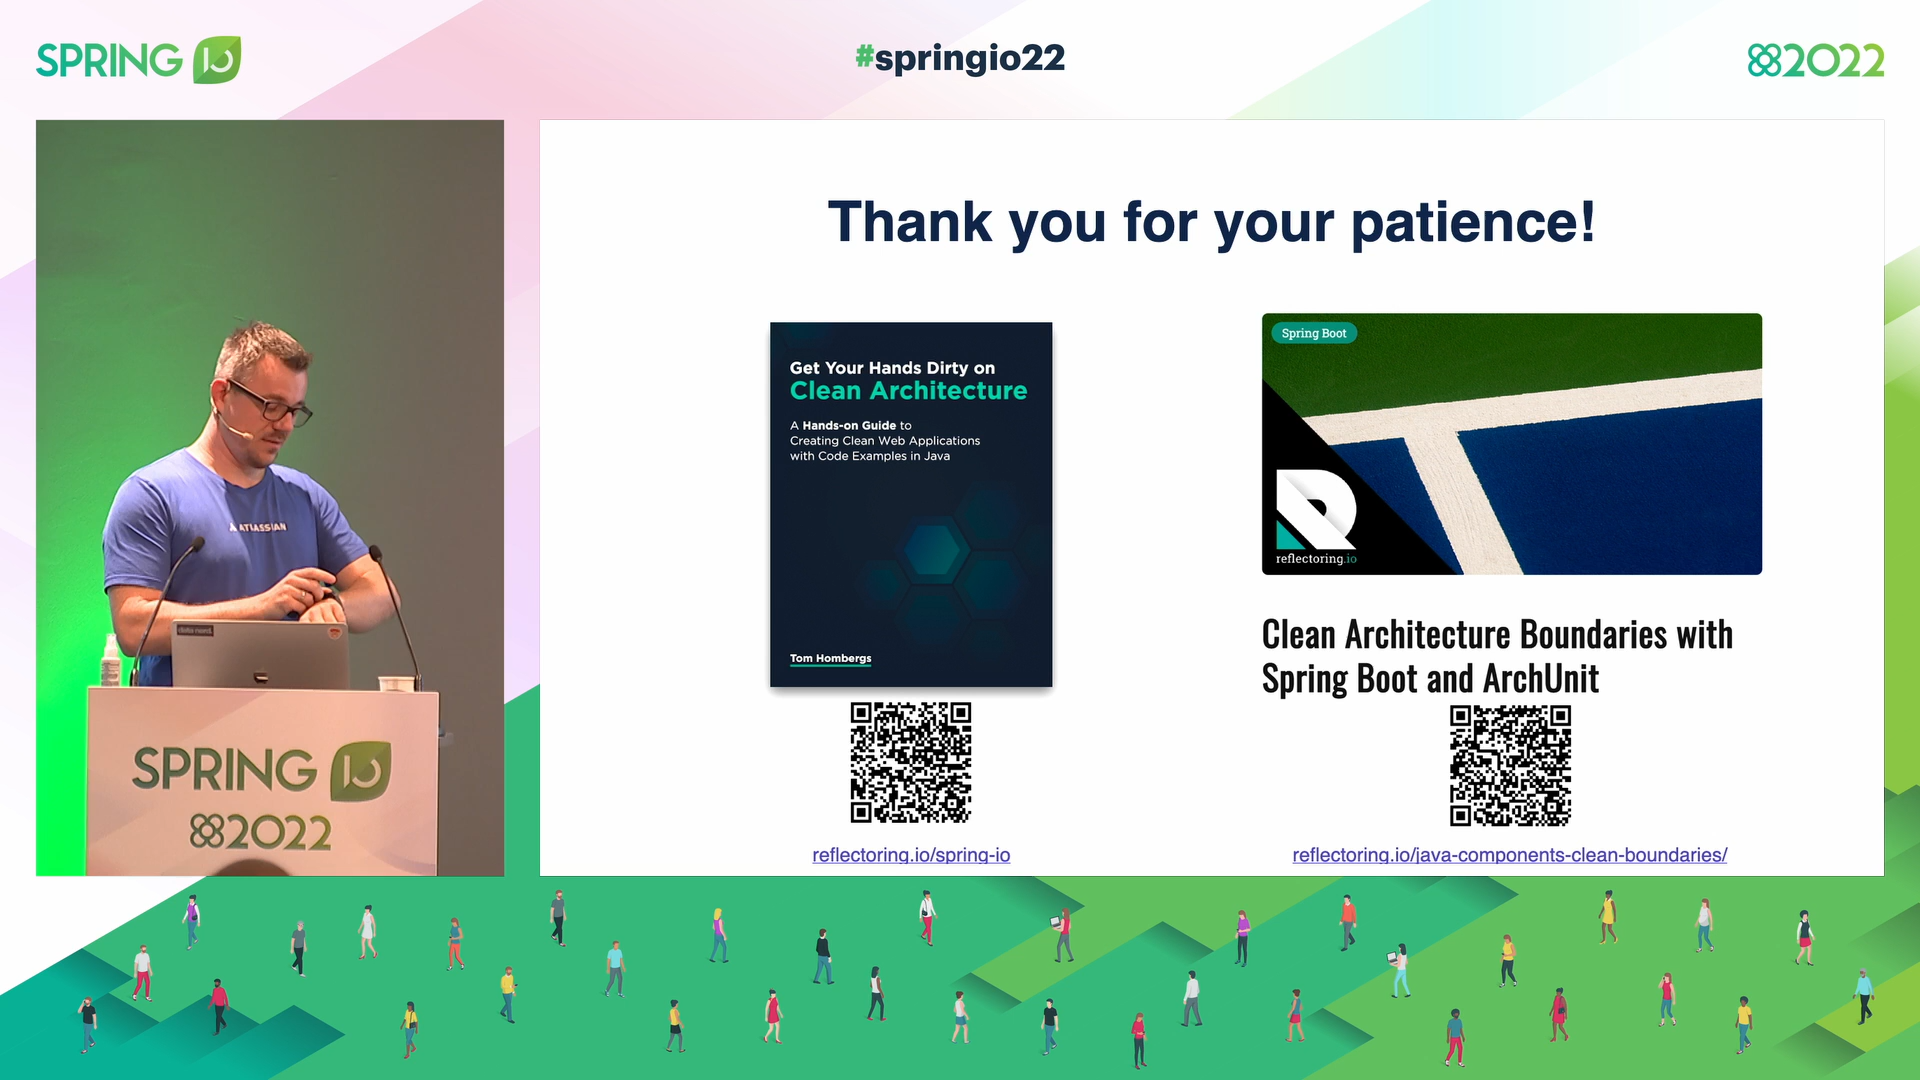 SPRING IO
#springio22
2022
Thank you for your patience!
Get Your Hands Dirty on
Clean Architecture
A Hands-on Guide to
Creating Clean Web Applications
with Code Examples in Java
Tom Hombergs
reflectoring.io/spring-io
Spring Boot
reflectoring.io
Clean Architecture Boundaries with
Spring Boot and ArchUnit
reflectoring.io/java-components-clean-boundaries/
ATLASSIAN
data nerd.
SPRING IO
2022